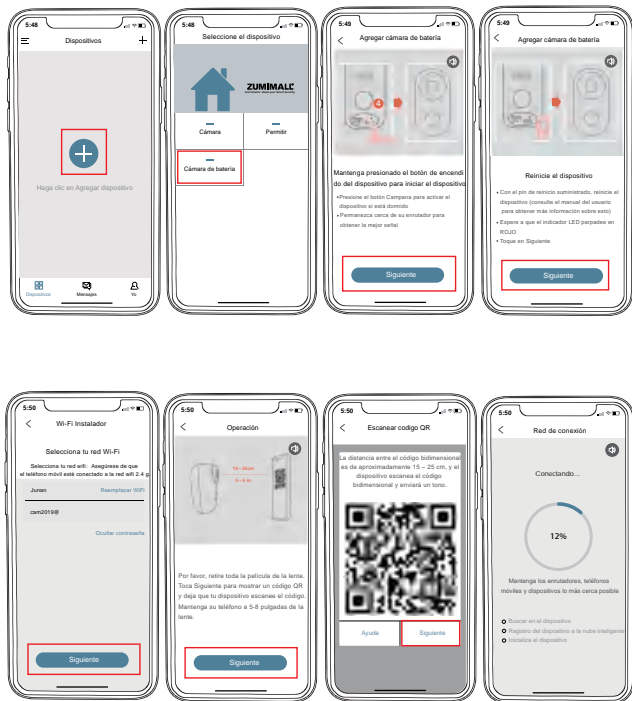 5:48
Dispositivos
Haga clic en Agregar dispositivo
Dispositivos
Mensajes
Yo
5:48
Seleccione el dispositivo
ZUMIMALL
Cámara
Permitir
Cámara de batería
5:49
Agregar cámara de batería
4
Mantenga presionado el botón de encendi
do del dispositivo para iniciar el dispositivo
•Presione el botón Campana para activar el
dispositivo si está dormido
• Permanezca cerca de su enrutador para
obtener la mejor señal
Siguiente
5:49
Agregar cámara de batería
Reinicie el dispositivo
• Con el pin de reinicio suministrado, reinicie el
dispositivo (consulte el manual del usuario
para obtener más información sobre esto)
• Espere a que el indicador LED parpadee en
ROJO
• Toque en Siguiente
Siguiente
5:50
Wi-Fi Instalador
Selecciona tu red Wi-Fi
Selecciona tu red wifi: Asegúrese de que
el teléfono móvil esté conectado a la red wifi 2.4 g
Junan
Reemplazar WiFi
cam2019@
Ocultar contraseña
Siguiente
5:50
Operación
15 - 20cm
5 - 8 in
Por favor, retire toda la película de la lente.
Toca Siguiente para mostrar un código QR
y deja que tu dispositivo escanee el código.
Mantenga su teléfono a 5-8 pulgadas de la
lente.
Siguiente
5:50
Escanear codigo QR
La distancia entre el código bidimensional
es de aproximadamente 15 – 25 cm, y el
dispositivo escanea el código
bidimensional y enviará un tono.
Ayuda
Siguiente
5:50
Red de conexión
Conectando...
12%
Mantenga los enrutadores, teléfonos
móviles y dispositivos lo más cerca posible
Buscar en el dispositivo
Registro del dispositivo a la nube inteligente
Inicializa el dispositivo